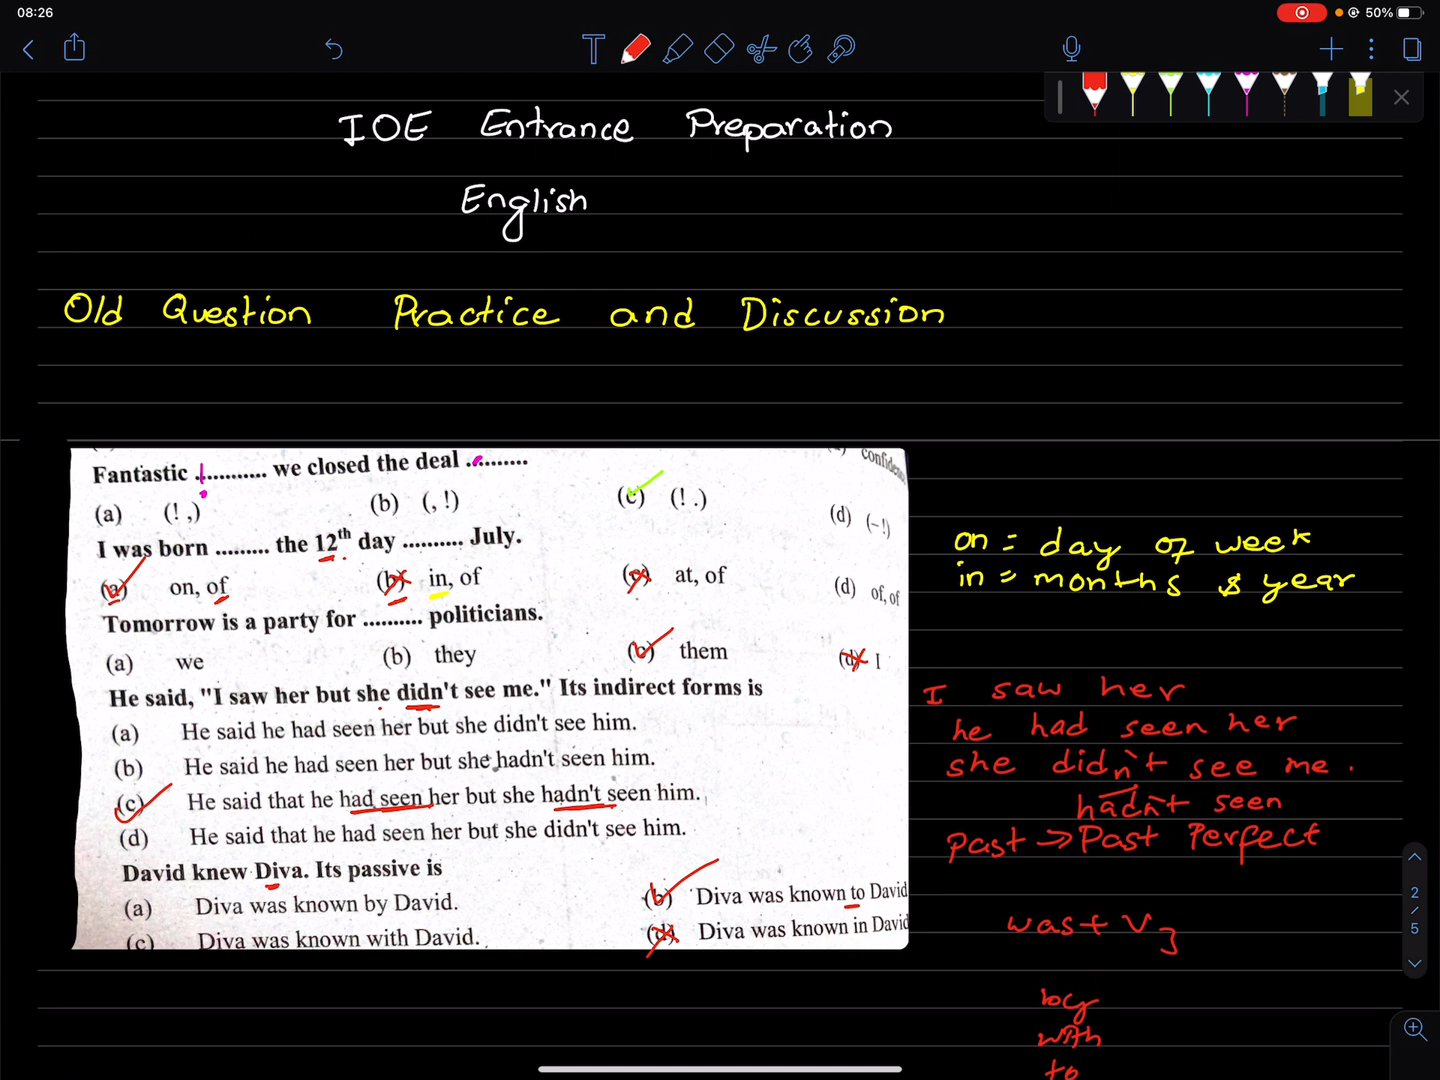 08:26
50%
IOE Entrance Preparation
English
Old Question Practice and Discussion
Fantastic .......... we closed the deal ..........
(a) (! ,) (b) (, !) (c) (! .) (d) (–!)
I was born ......... the 12th day .......... July.
(a) on, of (b) in, of (c) at, of (d) of, of
Tomorrow is a party for .......... politicians.
(a) we (b) they (c) them (d) I
He said, "I saw her but she didn't see me." Its indirect forms is
(a) He said he had seen her but she didn't see him.
(b) He said he had seen her but she hadn't seen him.
(c) He said that he had seen her but she hadn't seen him.
(d) He said that he had seen her but she didn't see him.
David knew Diva. Its passive is
(a) Diva was known by David. (b) Diva was known to David
(c) Diva was known with David. (d) Diva was known in David
on = day of week
in = months & year
I saw her
he had seen her
she didn't see me.
hadn't seen
Past → Past Perfect
was + V3
by
with
to
2
/
5